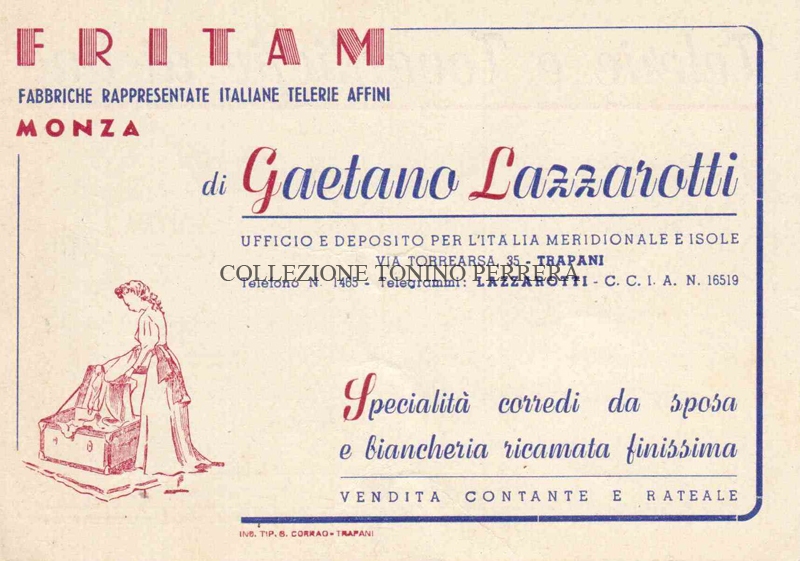 FRITAM
FABBRICHE RAPPRESENTATE ITALIANE TELERIE AFFINI
MONZA
di Gaetano Lazzarotti
UFFICIO E DEPOSITO PER L'ITALIA MERIDIONALE E ISOLE
VIA TORREARSA, 35 - TRAPANI
COLLEZIONE TONINO PERRERA
Telefono N. 1465 - Telegrammi: LAZZAROTTI - C. C. I. A. N. 16519
Specialità corredi da sposa
e biancheria ricamata finissima
VENDITA CONTANTE E RATEALE
INS. TIP. S. CORRAO - TRAPANI